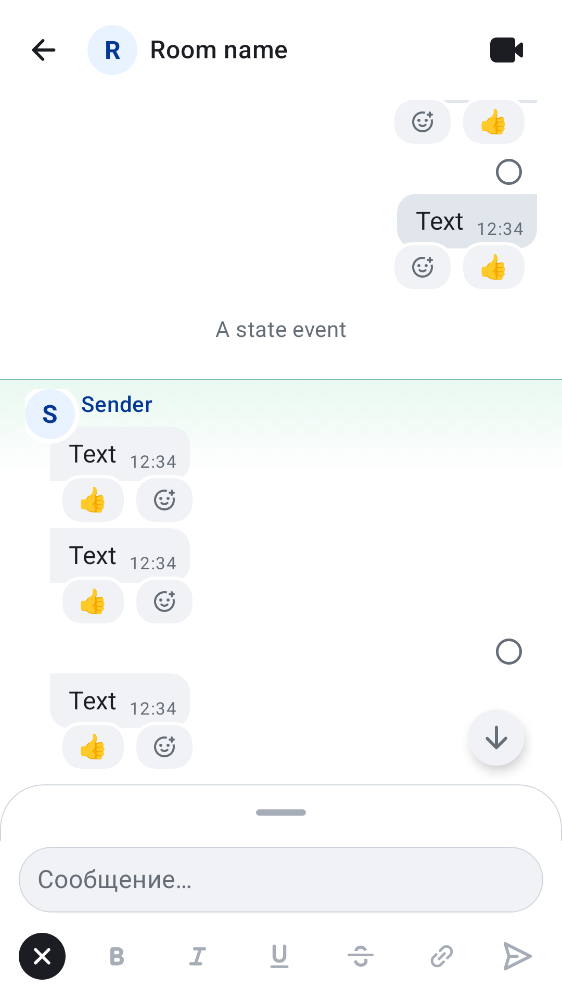 R Room name
Text 12:34
A state event
S Sender
Text 12:34
Text 12:34
Text 12:34
Сообщение…
B I U S